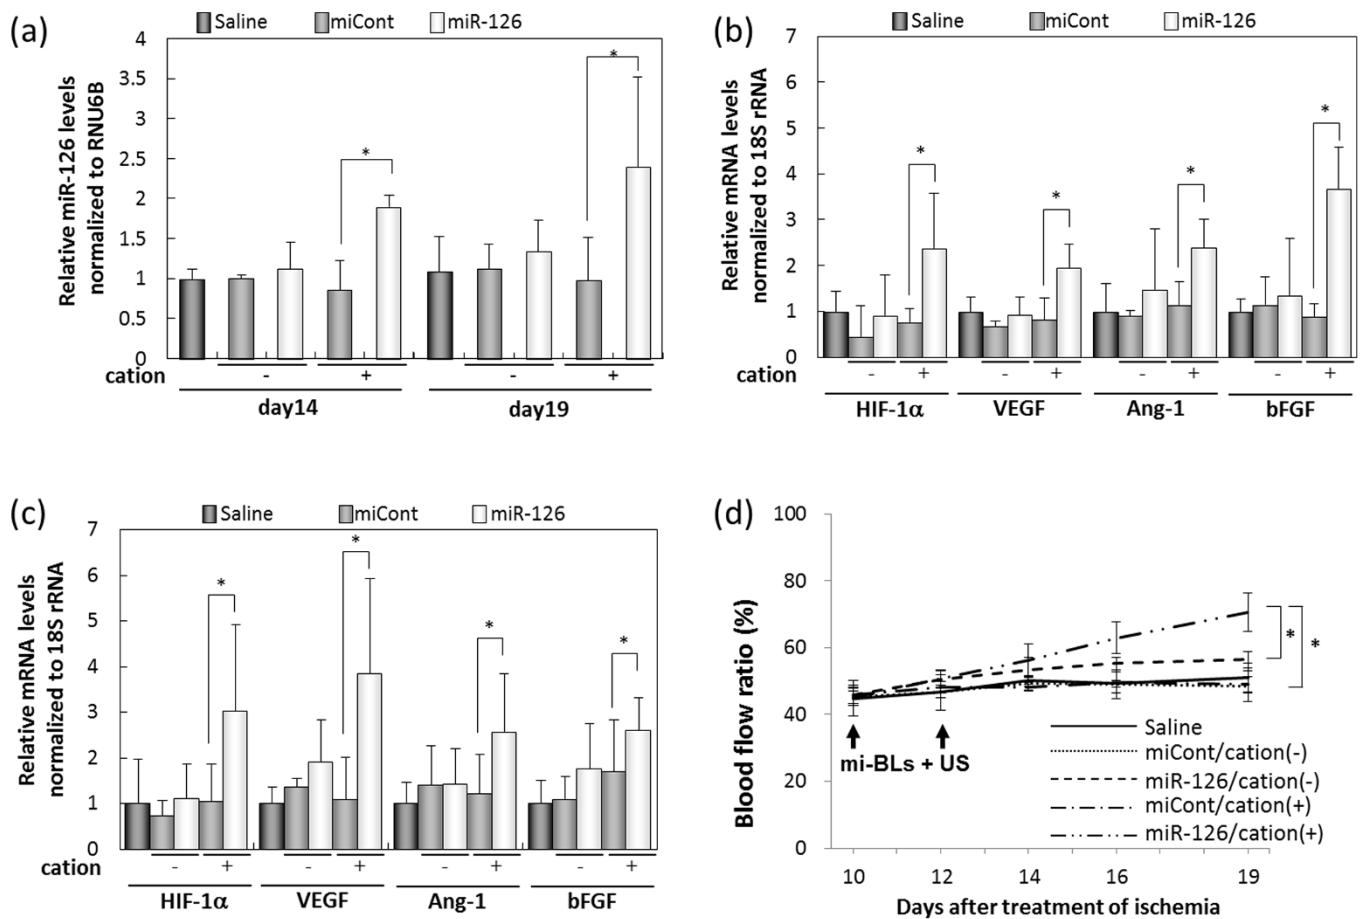 (a)
Saline miCont miR-126
Relative miR-126 levels
normalized to RNU6B
4
3.5
3
2.5
2
1.5
1
0.5
0
* *
cation - + - +
day14 day19
(b)
Saline miCont miR-126
Relative mRNA levels
normalized to 18S rRNA
7
6
5
4
3
2
1
0
* * * *
cation - + - + - + - +
HIF-1α VEGF Ang-1 bFGF
(c)
Saline miCont miR-126
Relative mRNA levels
normalized to 18S rRNA
7
6
5
4
3
2
1
0
* * * *
cation - + - + - + - +
HIF-1α VEGF Ang-1 bFGF
(d)
Blood flow ratio (%)
100
80
60
40
20
0
* *
mi-BLs + US
Saline
miCont/cation(-)
miR-126/cation(-)
miCont/cation(+)
miR-126/cation(+)
10 12 14 16 19
Days after treatment of ischemia